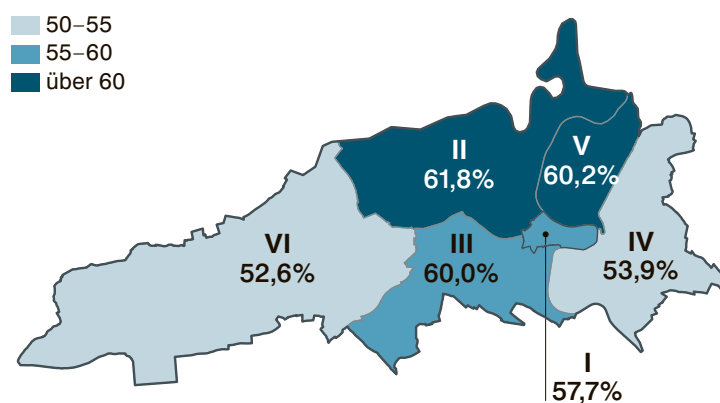 50–55
55–60
über 60
II
61,8%
V
60,2%
VI
52,6%
III
60,0%
IV
53,9%
I
57,7%